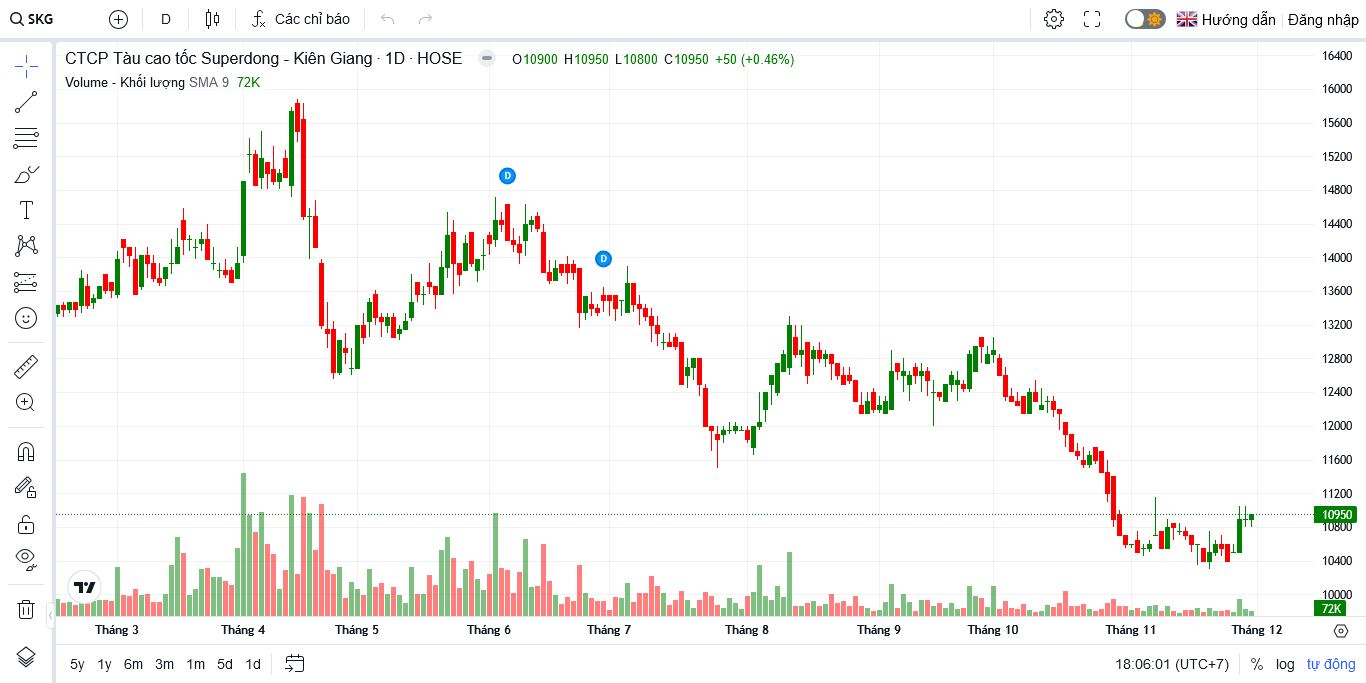 SKG D Các chỉ báo Hướng dẫn Đăng nhập
CTCP Tàu cao tốc Superdong - Kiên Giang · 1D · HOSE O10900 H10950 L10800 C10950 +50 (+0.46%)
Volume - Khối lượng SMA 9 72K
D
D
16400
16000
15600
15200
14800
14400
14000
13600
13200
12800
12400
12000
11600
11200
10950
10800
10400
10000
72K
Tháng 3 Tháng 4 Tháng 5 Tháng 6 Tháng 7 Tháng 8 Tháng 9 Tháng 10 Tháng 11 Tháng 12
5y 1y 6m 3m 1m 5d 1d 18:06:01 (UTC+7) % log tự động